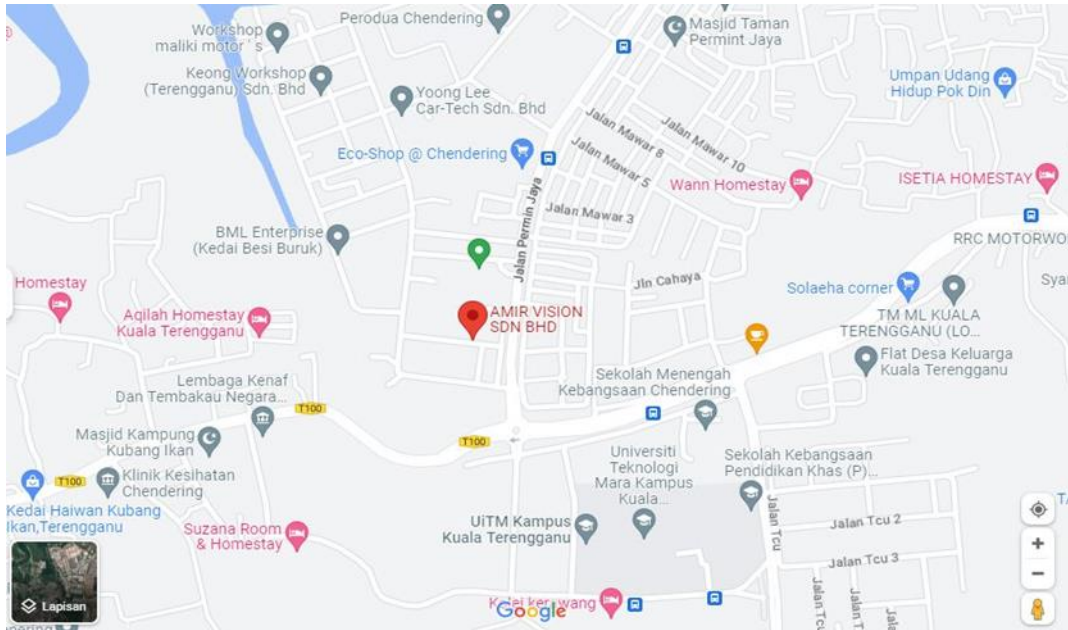 Perodua Chendering
Workshop
maliki motor`s
Masjid Taman
Permint Jaya
Keong Workshop
(Terengganu) Sdn. Bhd
Yoong Lee
Car-Tech Sdn. Bhd
Umpan Udang
Hidup Pok Din
Jalan Mawar 8
Jalan Mawar 10
Eco-Shop @ Chendering
Jalan Mawar 5
Wann Homestay
ISETIA HOMESTAY
Jalan Mawar 3
Jalan Permin Jaya
BML Enterprise
(Kedai Besi Buruk)
RRC MOTORWO
Homestay
Jln Cahaya
Solaeha corner
Sya
Aqilah Homestay
Kuala Terengganu
AMIR VISION
SDN BHD
TM ML KUALA
TERENGGANU (LO...
Flat Desa Keluarga
Kuala Terengganu
Lembaga Kenaf
Dan Tembakau Negara...
Sekolah Menengah
Kebangsaan Chendering
T100
T100
Masjid Kampung
Kubang Ikan
Universiti
Teknologi
Mara Kampus
Kuala...
Sekolah Kebangsaan
Pendidikan Khas (P)...
T100
Klinik Kesihatan
Chendering
Kedai Haiwan Kubang
Ikan,Terengganu
UiTM Kampus
Kuala Terengganu
Suzana Room
& Homestay
Jalan Tcu
Jalan Tcu 2
Jalan Tcu 3
Lapisan
Google